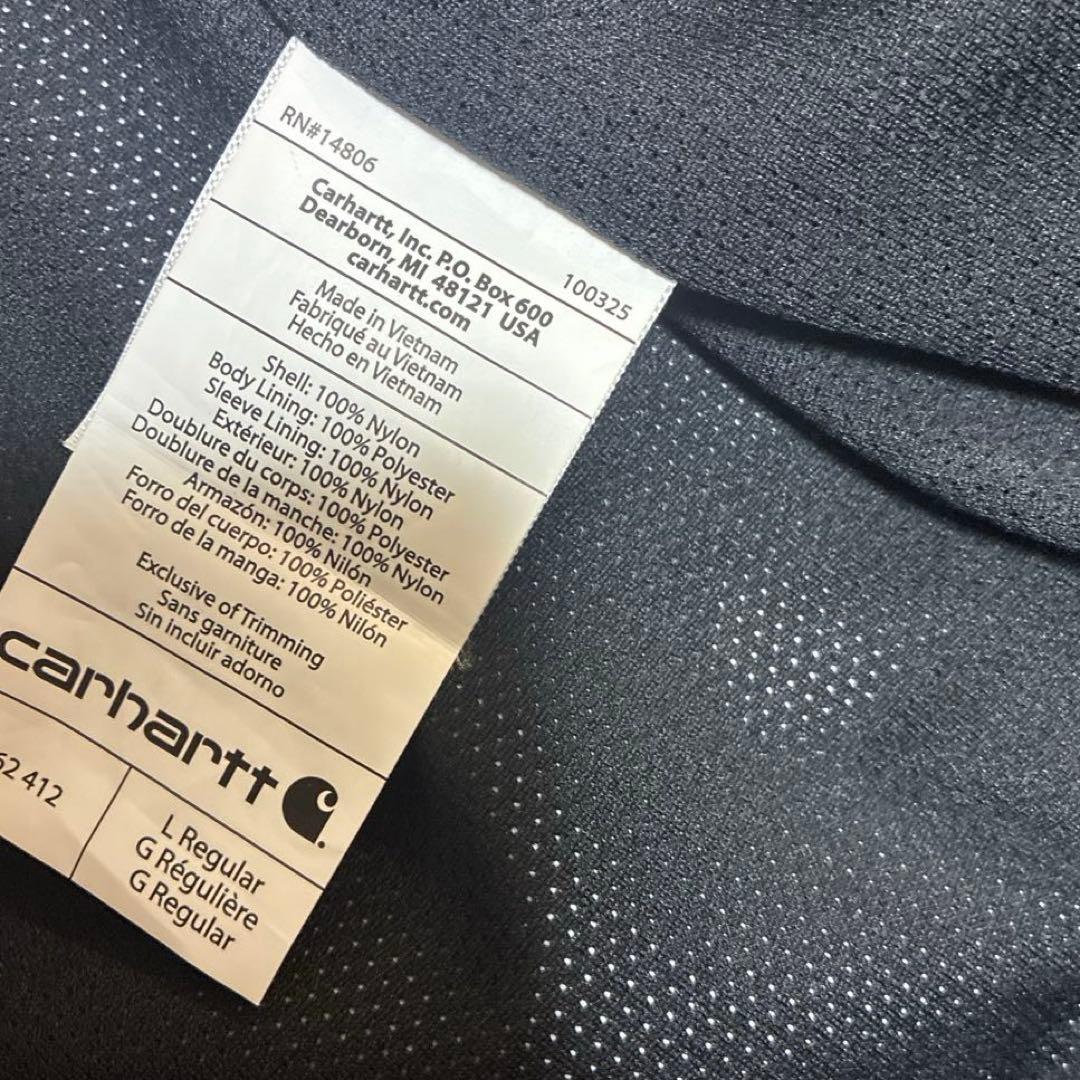 RN#14806
100325
Carhartt, Inc. P.O. Box 600
Dearborn, MI 48121 USA
carhartt.com
Made in Vietnam
Fabriqué au Vietnam
Hecho en Vietnam
Shell: 100% Nylon
Body Lining: 100% Polyester
Sleeve Lining: 100% Nylon
Extérieur: 100% Nylon
Doublure du corps: 100% Polyester
Doublure de la manche: 100% Nylon
Armazón: 100% Nilón
Forro del cuerpo: 100% Poliéster
Forro de la manga: 100% Nilón
Exclusive of Trimming
Sans garniture
Sin incluir adorno
carhartt
412
L Regular
G Régulière
G Regular